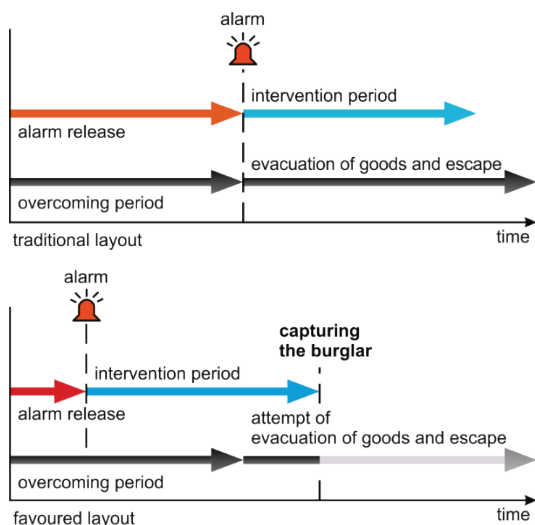 alarm
intervention period
alarm release
evacuation of goods and escape
overcoming period
time
traditional layout
alarm
capturing
the burglar
intervention period
alarm release
attempt of
evacuation of goods and escape
overcoming period
time
favoured layout